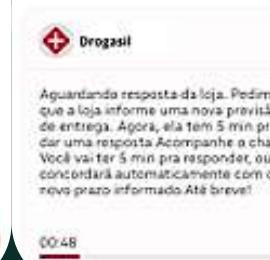 Drogasil
Aguardando resposta da loja. Pedim
que a loja informe uma nova previsã
de entrega. Agora, ela tem 5 min pr
dar uma resposta Acompanhe o cha
Você vai ter 5 min pra responder, ou
concordará automaticamente com o
novo prazo informado Até breve!
00:48